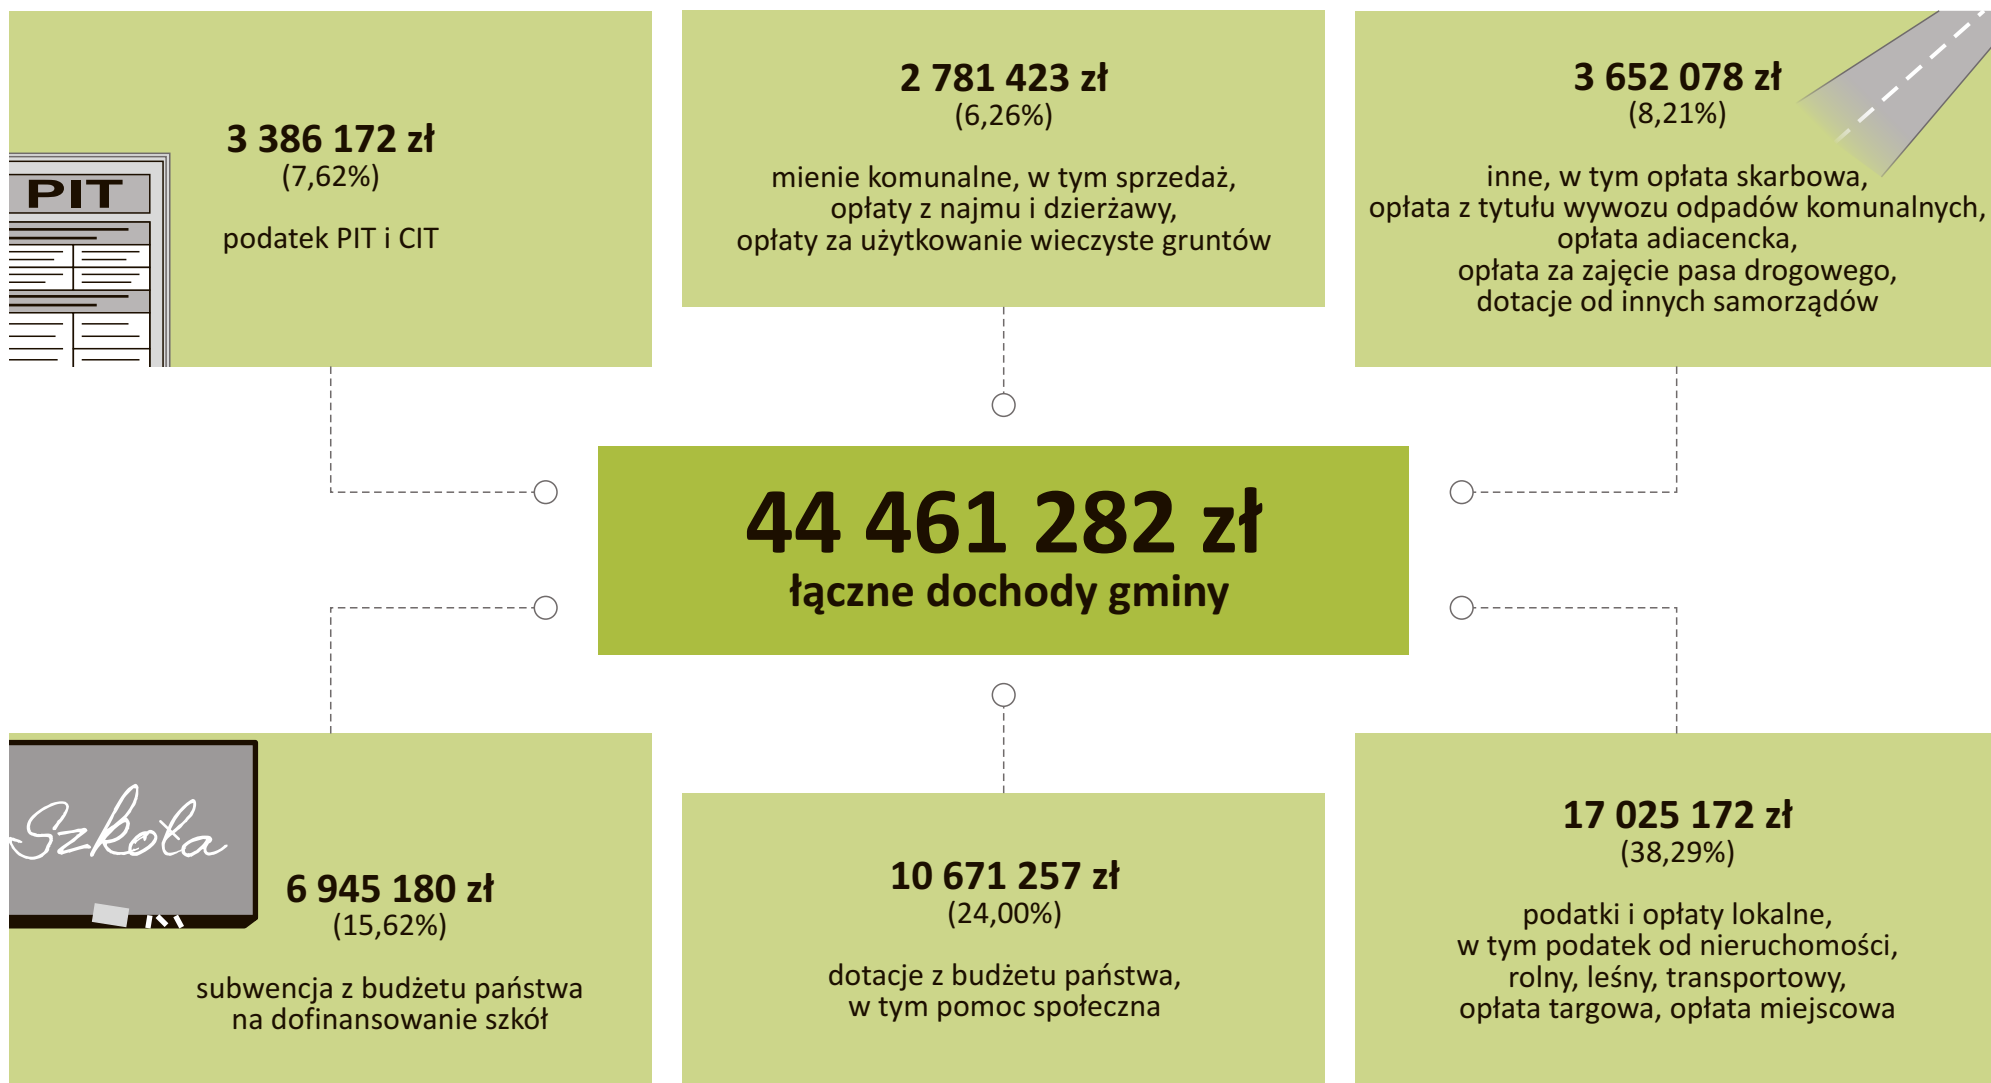 PIT
3 386 172 zł
(7,62%)
podatek PIT i CIT
2 781 423 zł
(6,26%)
mienie komunalne, w tym sprzedaż,
opłaty z najmu i dzierżawy,
opłaty za użytkowanie wieczyste gruntów
3 652 078 zł
(8,21%)
inne, w tym opłata skarbowa,
opłata z tytułu wywozu odpadów komunalnych,
opłata adiacencka,
opłata za zajęcie pasa drogowego,
dotacje od innych samorządów
44 461 282 zł
łączne dochody gminy
Szkoła
6 945 180 zł
(15,62%)
subwencja z budżetu państwa
na dofinansowanie szkół
10 671 257 zł
(24,00%)
dotacje z budżetu państwa,
w tym pomoc społeczna
17 025 172 zł
(38,29%)
podatki i opłaty lokalne,
w tym podatek od nieruchomości,
rolny, leśny, transportowy,
opłata targowa, opłata miejscowa